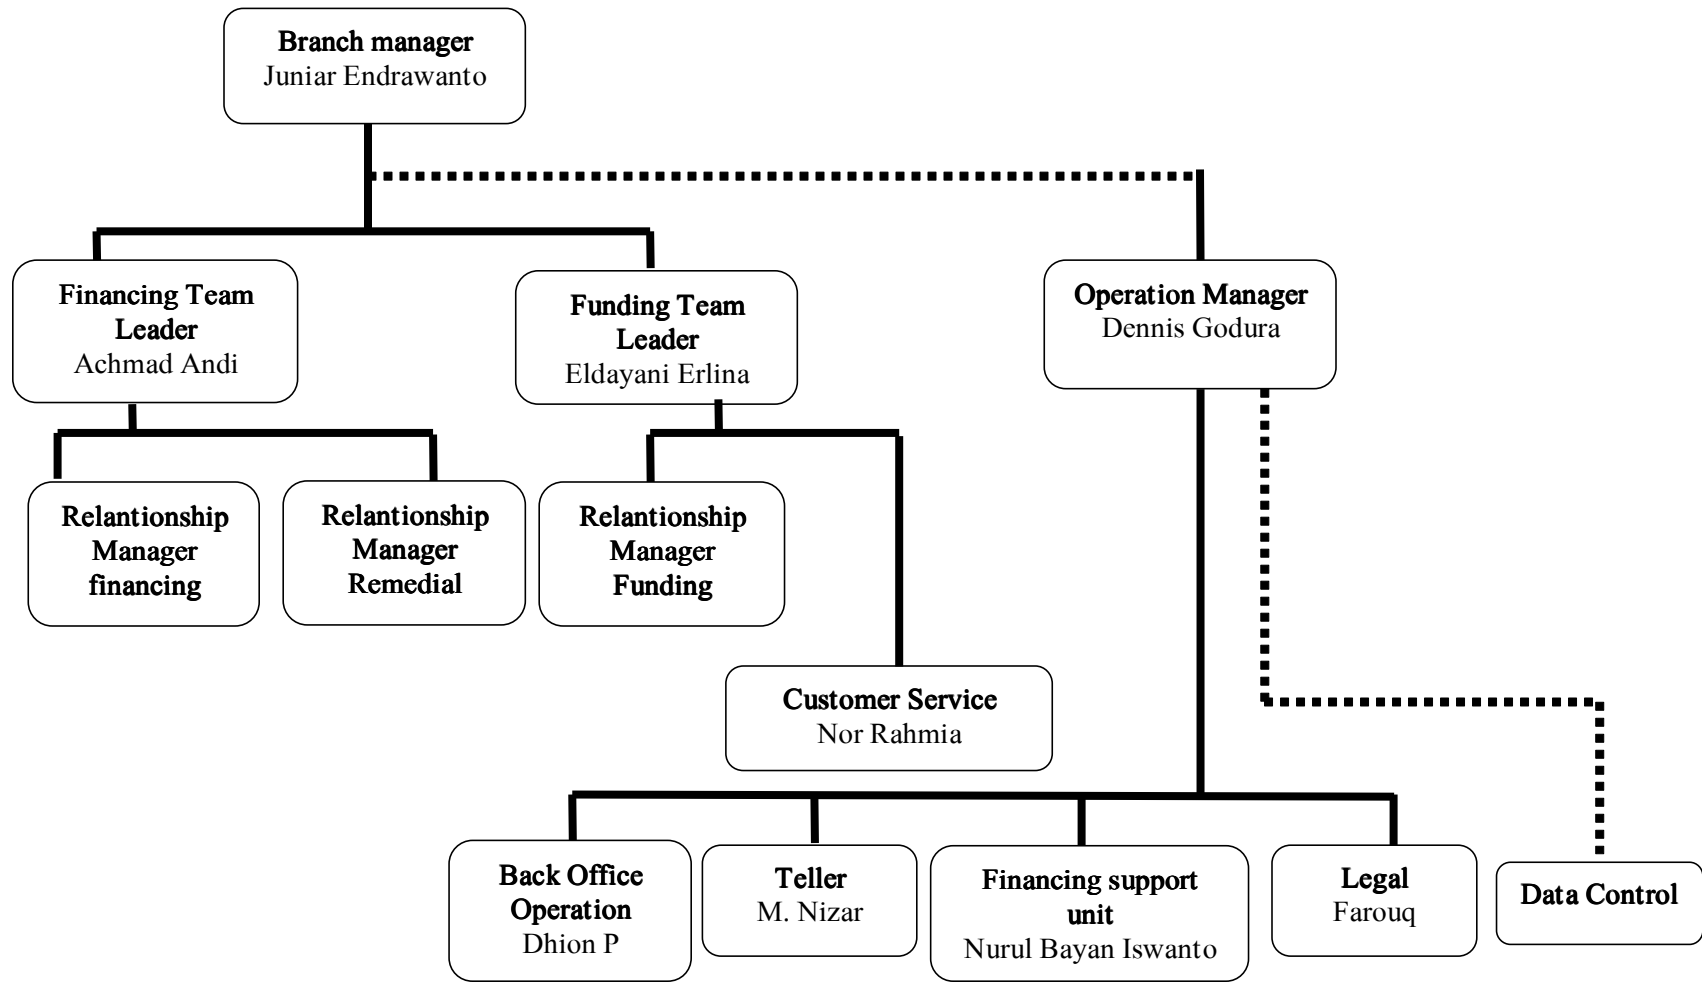 Branch manager
Juniar Endrawanto
Financing Team
Leader
Achmad Andi
Funding Team
Leader
Eldayani Erlina
Operation Manager
Dennis Godura
Relantionship
Manager
financing
Relantionship
Manager
Remedial
Relantionship
Manager
Funding
Customer Service
Nor Rahmia
Back Office
Operation
Dhion P
Teller
M. Nizar
Financing support
unit
Nurul Bayan Iswanto
Legal
Farouq
Data Control